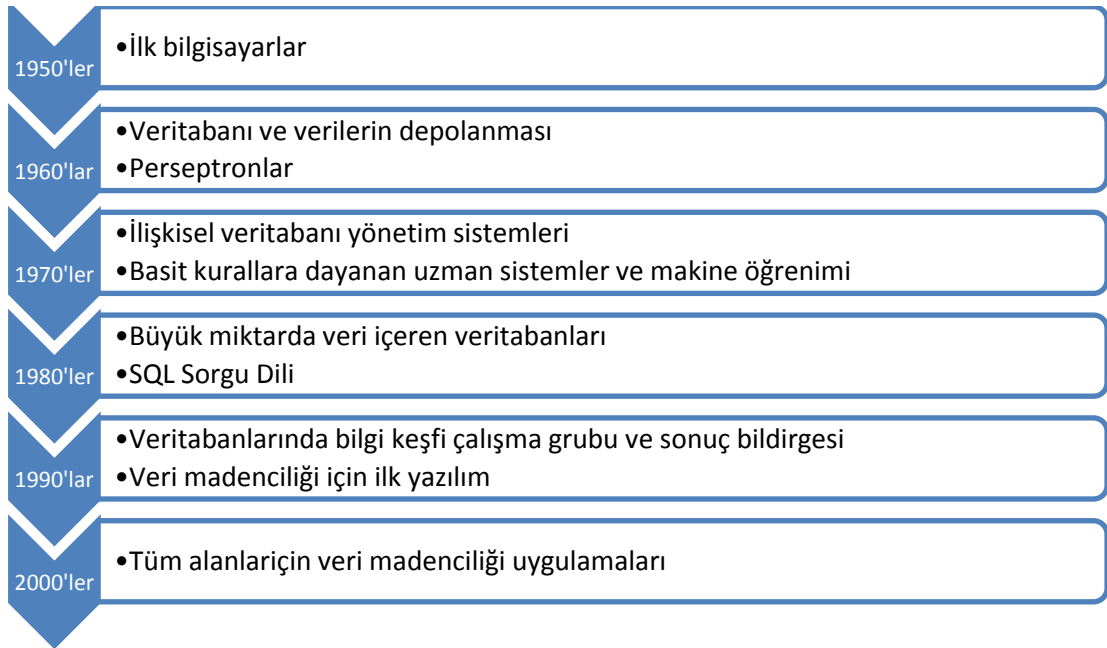 1950'ler
•İlk bilgisayarlar
1960'lar
•Veritabanı ve verilerin depolanması
•Perseptronlar
1970'ler
•İlişkisel veritabanı yönetim sistemleri
•Basit kurallara dayanan uzman sistemler ve makine öğrenimi
1980'ler
•Büyük miktarda veri içeren veritabanları
•SQL Sorgu Dili
1990'lar
•Veritabanlarında bilgi keşfi çalışma grubu ve sonuç bildirgesi
•Veri madenciliği için ilk yazılım
2000'ler
•Tüm alanlariçin veri madenciliği uygulamaları